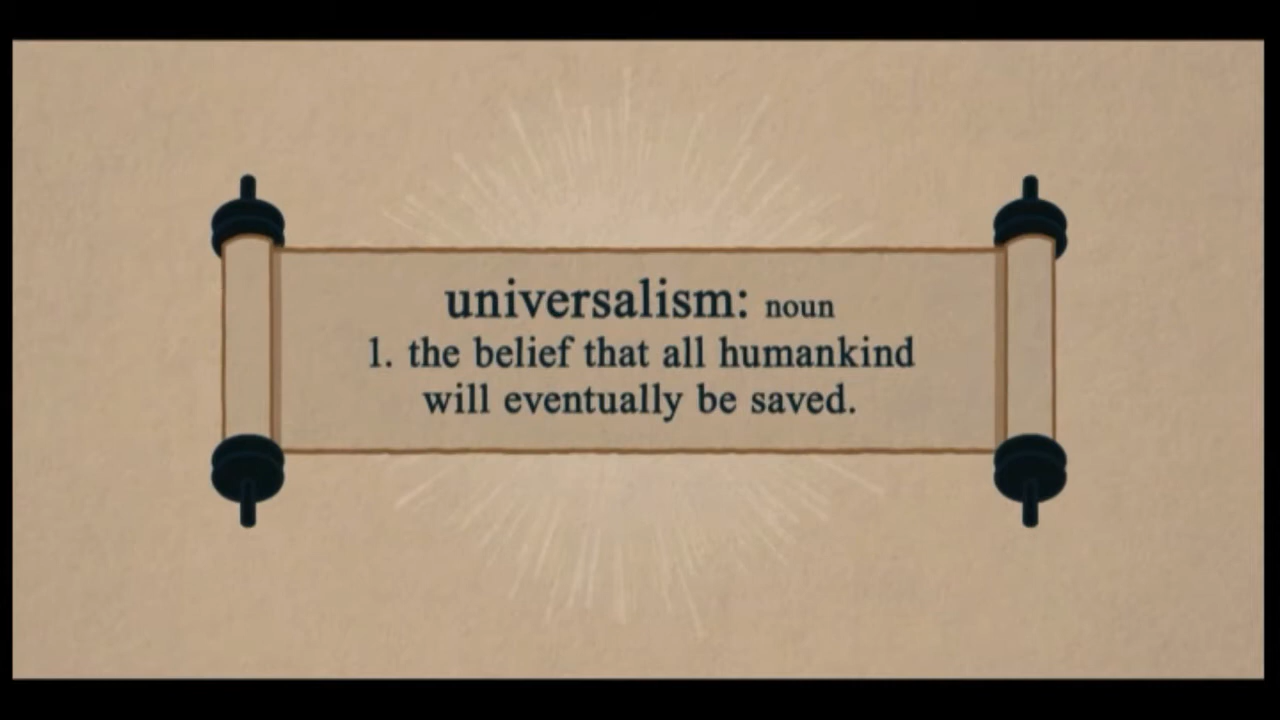 universalism: noun
1. the belief that all humankind
will eventually be saved.